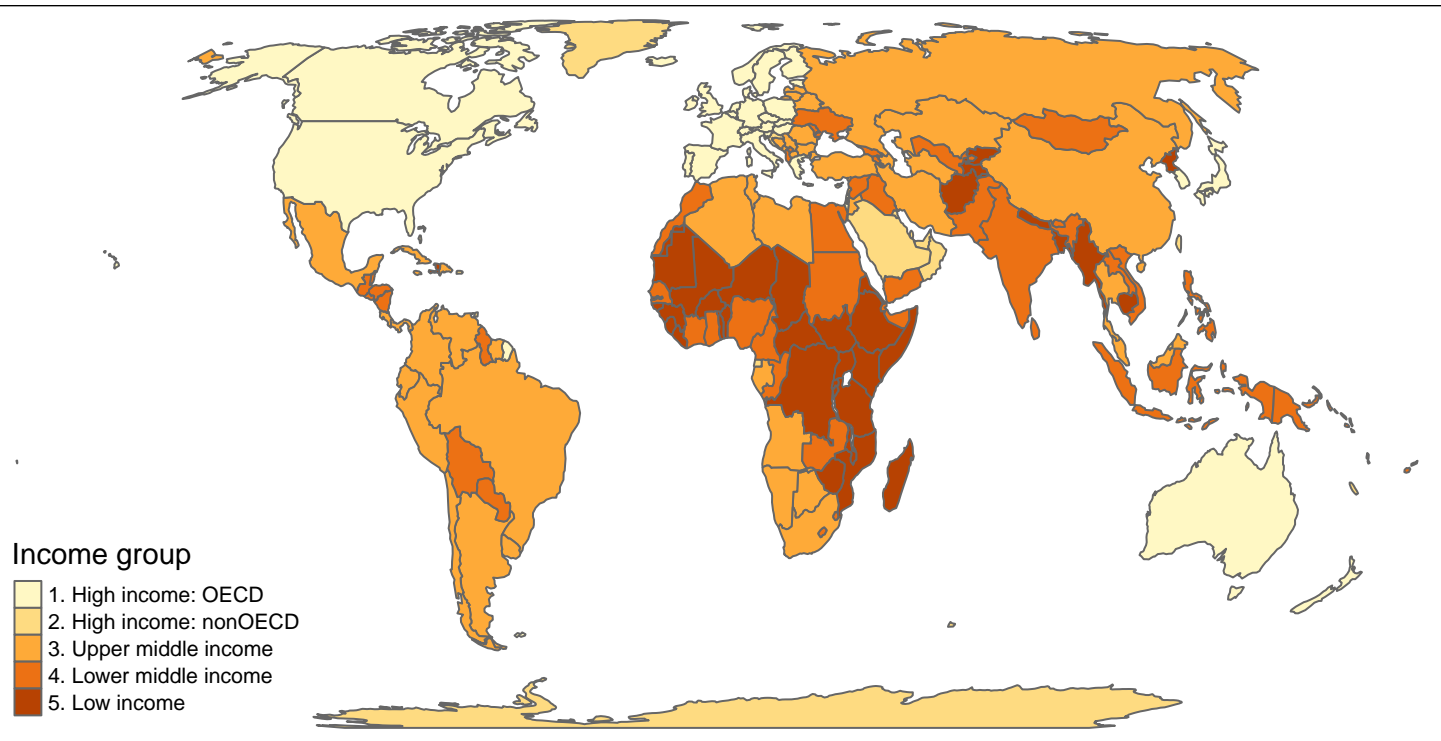 Income group
1. High income: OECD
2. High income: nonOECD
3. Upper middle income
4. Lower middle income
5. Low income